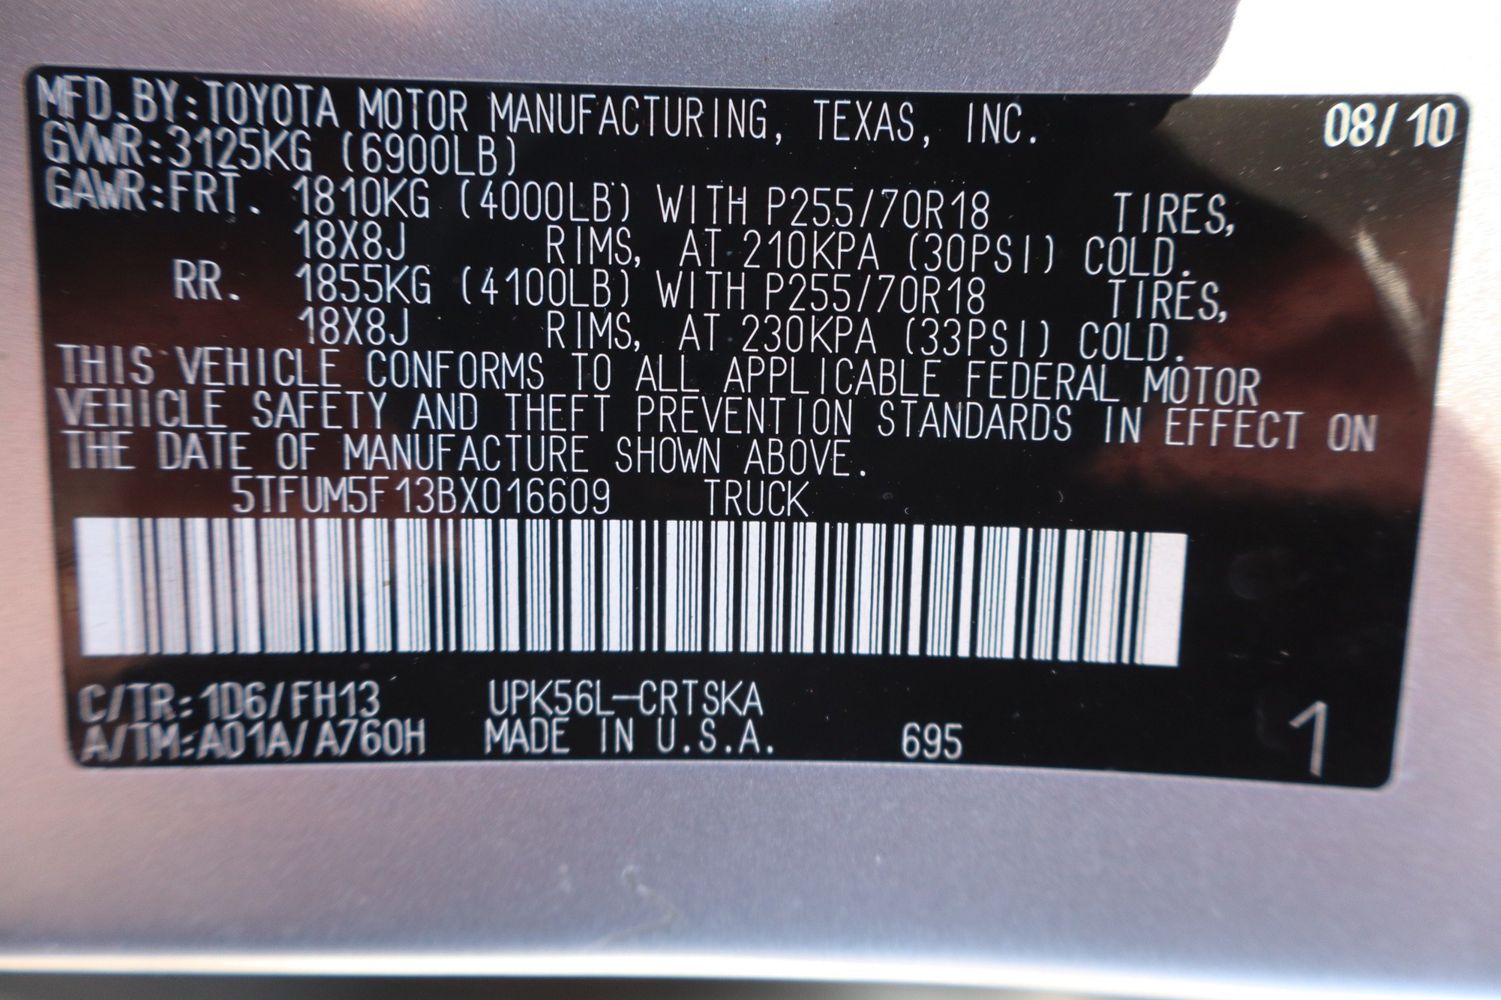 MFD.BY:TOYOTA MOTOR MANUFACTURING, TEXAS, INC. 08/10
GVWR:3125KG (6900LB)
GAWR:FRT. 1810KG (4000LB) WITH P255/70R18 TIRES,
18X8J RIMS, AT 210KPA (30PSI) COLD.
RR. 1855KG (4100LB) WITH P255/70R18 TIRES,
18X8J RIMS, AT 230KPA (33PSI) COLD.
THIS VEHICLE CONFORMS TO ALL APPLICABLE FEDERAL MOTOR
VEHICLE SAFETY AND THEFT PREVENTION STANDARDS IN EFFECT ON
THE DATE OF MANUFACTURE SHOWN ABOVE.
5TFUM5F13BX016609 TRUCK
C/TR:1D6/FH13 UPK56L-CRTSKA
A/TM:A01A/A760H MADE IN U.S.A. 695 1